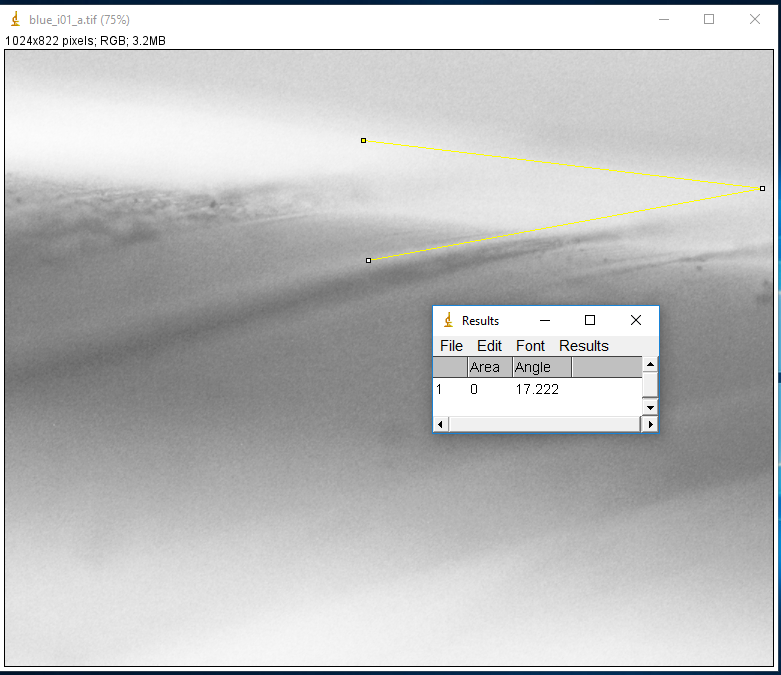 blue_i01_a.tif (75%)
1024x822 pixels; RGB; 3.2MB
Results
File Edit Font Results
Area Angle
1 0 17.222